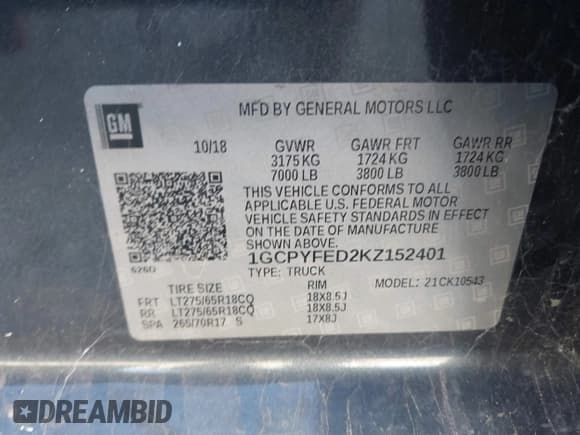 GM
MFD BY GENERAL MOTORS LLC
10/18 GVWR GAWR FRT GAWR RR
3175 KG 1724 KG 1724 KG
7000 LB 3800 LB 3800 LB
THIS VEHICLE CONFORMS TO ALL
APPLICABLE U.S. FEDERAL MOTOR
VEHICLE SAFETY STANDARDS IN EFFECT
ON THE DATE OF MANUFACTURE
SHOWN ABOVE.
626D
1GCPYFED2KZ152401
TYPE: TRUCK MODEL: 21CK10543
TIRE SIZE RIM
FRT LT275/65R18CQ 18X8.5J
RR LT275/65R18CQ 18X8.5J
SPA 265/70R17 S 17X8J
DREAMBID